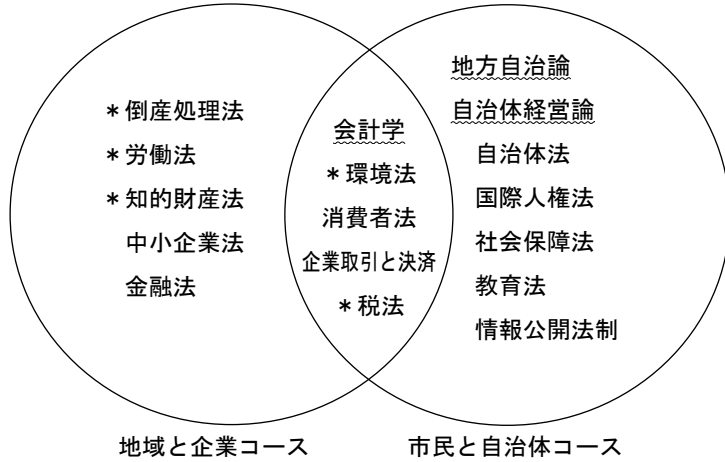 ＊倒産処理法
＊労働法
＊知的財産法
中小企業法
金融法
会計学
＊環境法
消費者法
企業取引と決済
＊税法
地方自治論
自治体経営論
自治体法
国際人権法
社会保障法
教育法
情報公開法制
地域と企業コース
市民と自治体コース